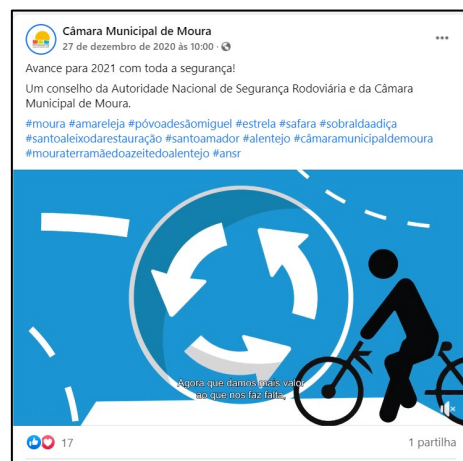 Câmara Municipal de Moura
27 de dezembro de 2020 às 10:00 ·
Avance para 2021 com toda a segurança!
Um conselho da Autoridade Nacional de Segurança Rodoviária e da Câmara
Municipal de Moura.
#moura #amareleja #póvoadesãomiguel #estrela #safara #sobraldaadiça
#santoaleixodarestauração #santoamador #alentejo #câmaramunicipaldemoura
#mouraterramãedoazeitedoalentejo #ansr
Agora que damos mais valor
ao que nos faz falta,
17
1 partilha